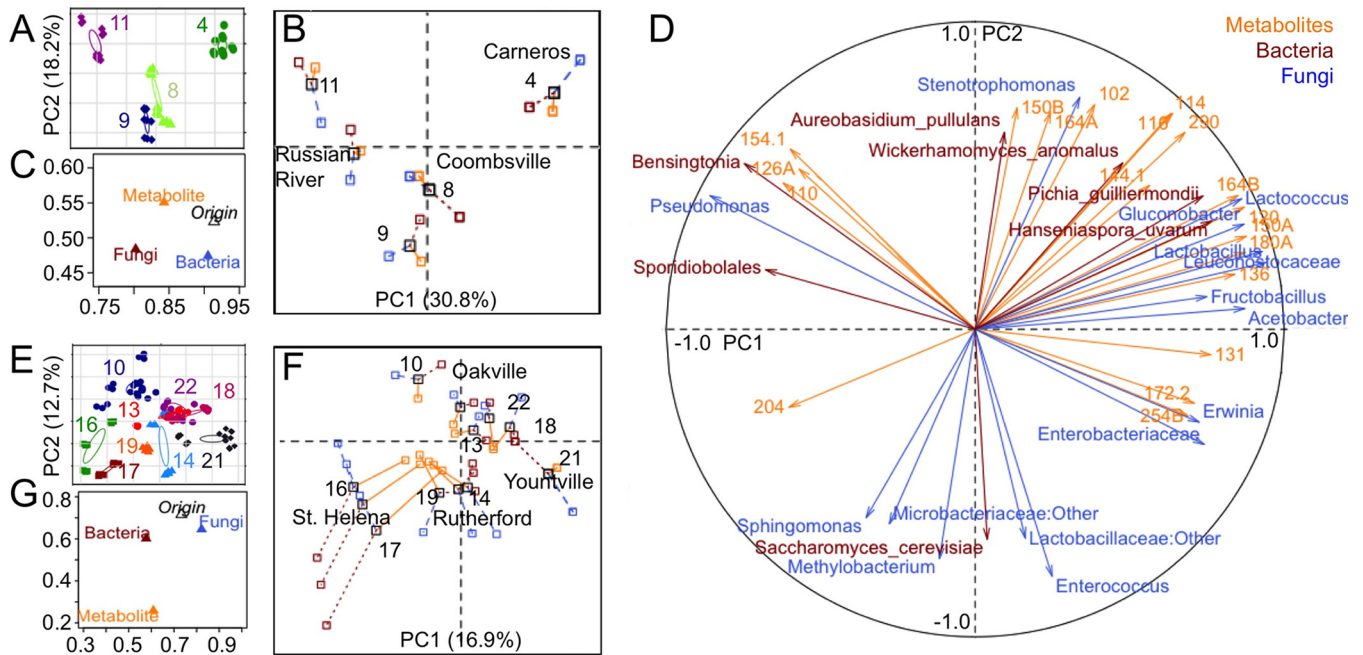 A
PC2 (18.2%)
11
4
8
9
B
Carneros
11
4
Russian
River
Coombsville
8
9
PC1 (30.8%)
C
0.60
0.55
0.50
0.45
Metabolite
Origin
Fungi
Bacteria
0.75
0.85
0.95
D
Metabolites
Bacteria
Fungi
1.0
PC2
Stenotrophomonas
102
150B
164A
114
116
290
Aureobasidium_pullulans
154.1
Wickerhamomyces_anomalus
Bensingtonia
126A
110
144.1
Pichia_guilliermondii
164B
Lactococcus
Pseudomonas
Gluconobacter
120
Hanseniaspora_uvarum
150A
180A
Lactobacillus
Leuconostocaceae
Sporidiobolales
136
Fructobacillus
Acetobacter
-1.0
PC1
1.0
131
204
172.2
254B
Erwinia
Enterobacteriaceae
Sphingomonas
Microbacteriaceae:Other
Saccharomyces_cerevisiae
Lactobacillaceae:Other
Methylobacterium
Enterococcus
-1.0
E
PC2 (12.7%)
10
22
18
13
16
19
14
21
17
F
10
Oakville
22
18
13
21
Yountville
16
19
14
St. Helena
Rutherford
17
PC1 (16.9%)
G
0.8
0.6
0.4
0.2
Origin
Bacteria
Fungi
Metabolite
0.3
0.5
0.7
0.9